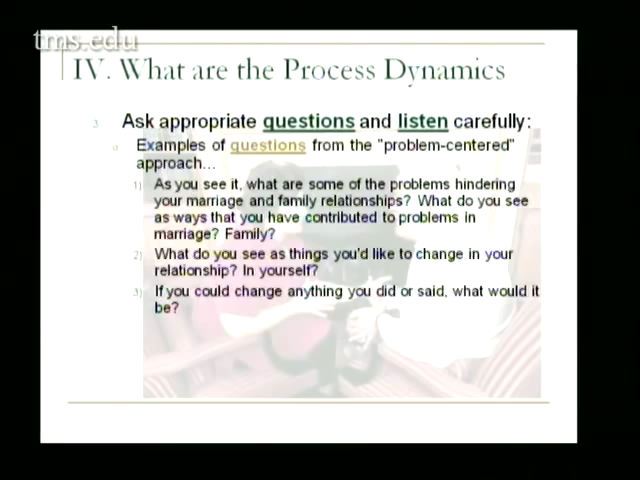 tms.edu
IV. What are the Process Dynamics
Ask appropriate questions and listen carefully:
Examples of questions from the "problem-centered"
approach...
1) As you see it, what are some of the problems hindering
your marriage and family relationships? What do you see
as ways that you have contributed to problems in
marriage? Family?
2) What do you see as things you'd like to change in your
relationship? In yourself?
3) If you could change anything you did or said, what would it
be?